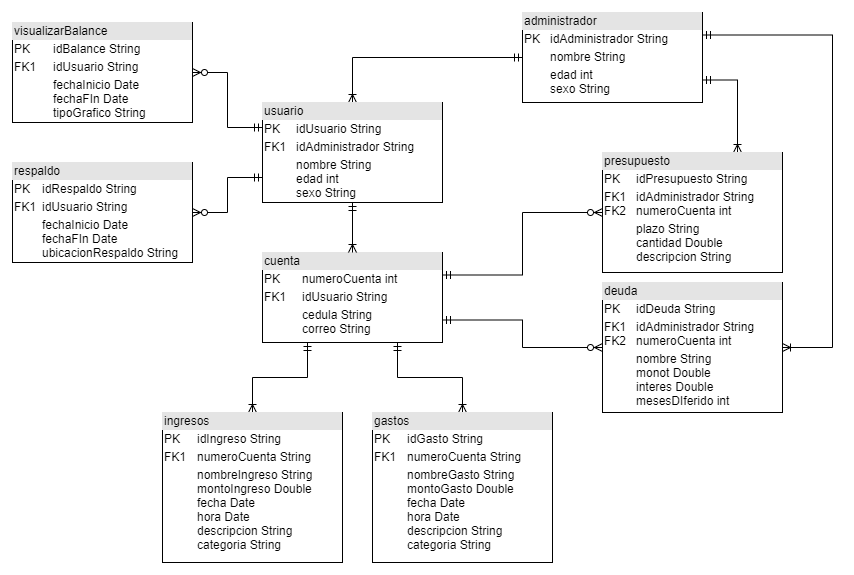 visualizarBalance
PK idBalance String
FK1 idUsuario String
fechaInicio Date
fechaFIn Date
tipoGrafico String
administrador
PK idAdministrador String
nombre String
edad int
sexo String
usuario
PK idUsuario String
FK1 idAdministrador String
nombre String
edad int
sexo String
respaldo
PK idRespaldo String
FK1 idUsuario String
fechaInicio Date
fechaFIn Date
ubicacionRespaldo String
presupuesto
PK idPresupuesto String
FK1 idAdministrador String
FK2 numeroCuenta int
plazo String
cantidad Double
descripcion String
cuenta
PK numeroCuenta int
FK1 idUsuario String
cedula String
correo String
deuda
PK idDeuda String
FK1 idAdministrador String
FK2 numeroCuenta int
nombre String
monot Double
interes Double
mesesDIferido int
ingresos
PK idIngreso String
FK1 numeroCuenta String
nombreIngreso String
montoIngreso Double
fecha Date
hora Date
descripcion String
categoria String
gastos
PK idGasto String
FK1 numeroCuenta String
nombreGasto String
montoGasto Double
fecha Date
hora Date
descripcion String
categoria String